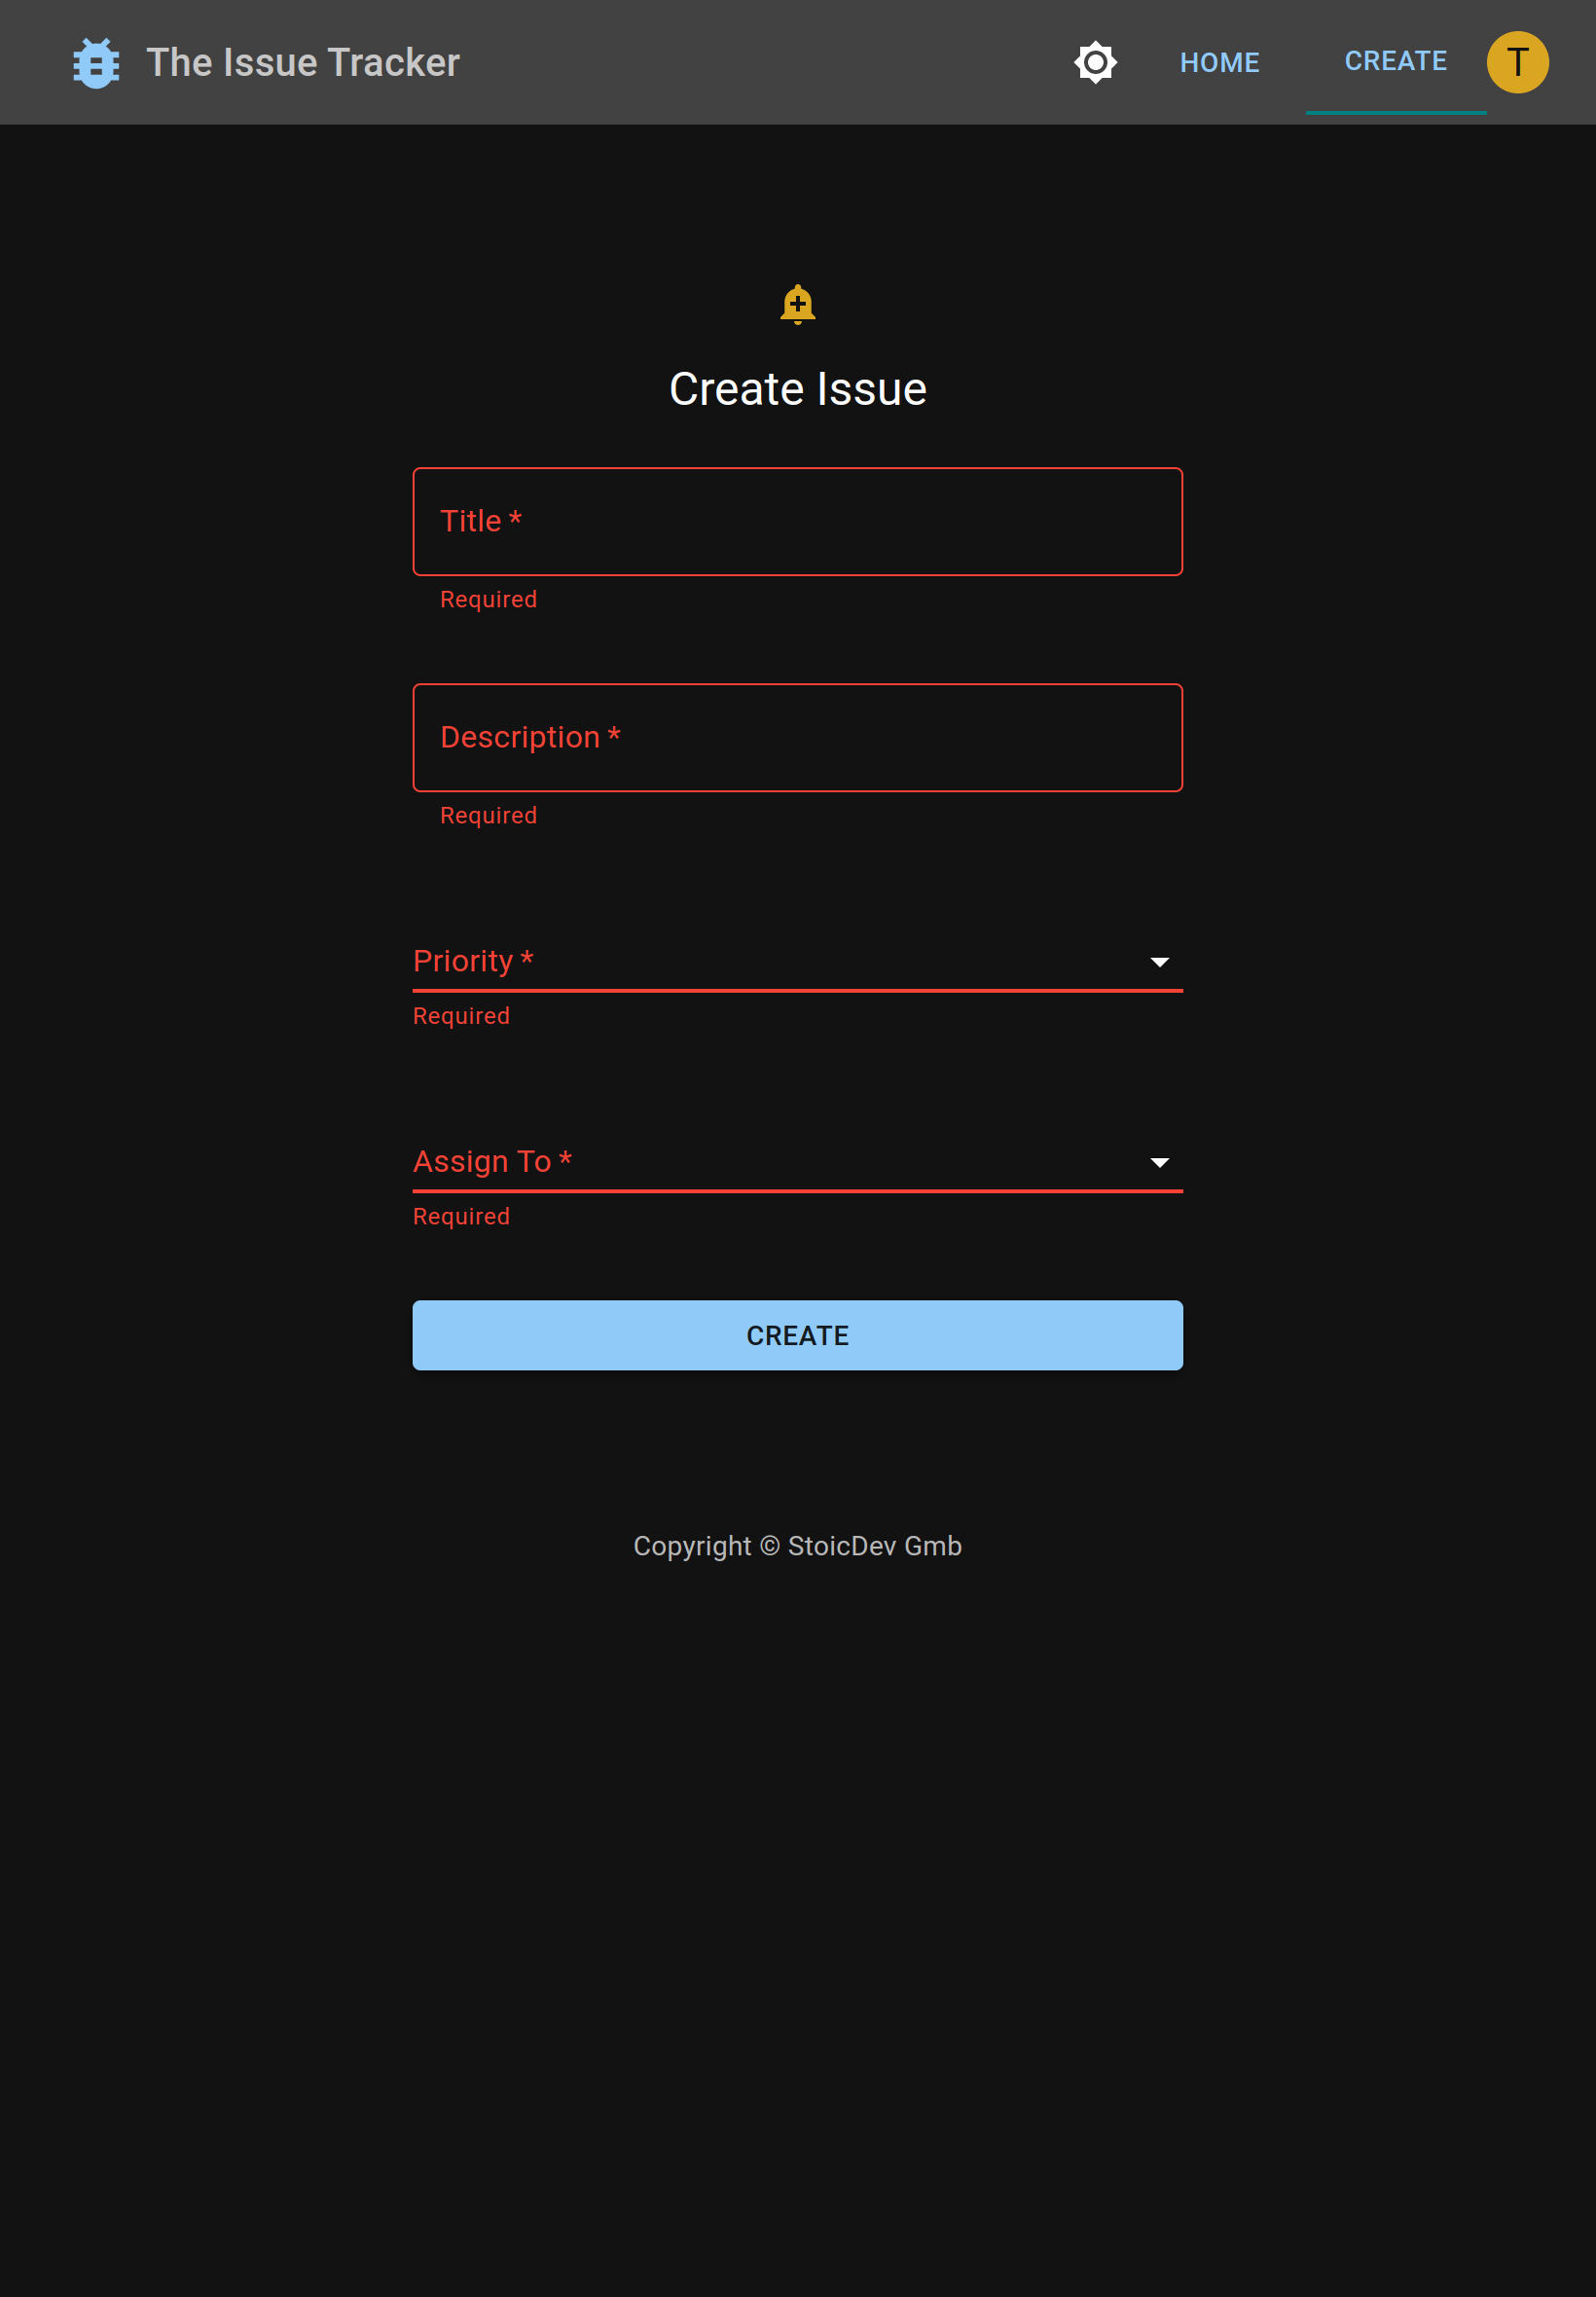 The Issue Tracker
HOME
CREATE
T
Create Issue
Title *
Required
Description *
Required
Priority *
Required
Assign To *
Required
CREATE
Copyright © StoicDev Gmb